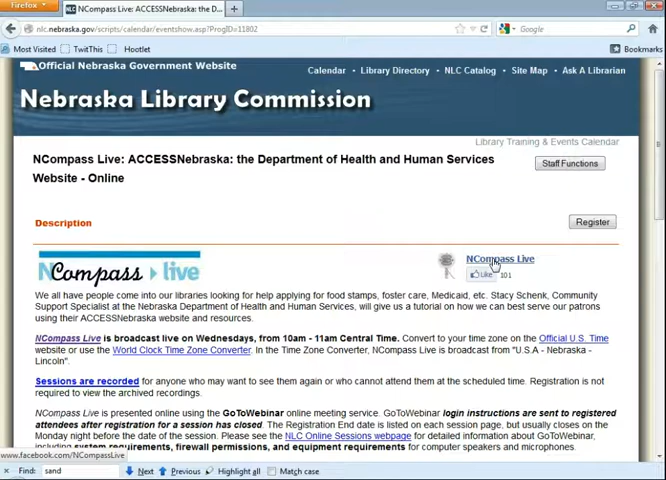 Firefox
NLC NCompass Live: ACCESSNebraska: the D...
nlc.nebraska.gov/scripts/calendar/eventshow.asp?ProgID=11802
Google
Most Visited TwitThis Hootlet Bookmarks
Official Nebraska Government Website
Calendar • Library Directory • NLC Catalog • Site Map • Ask A Librarian
Nebraska Library Commission
Library Training & Events Calendar
NCompass Live: ACCESSNebraska: the Department of Health and Human Services
Website - Online
Staff Functions
Description
Register
NCompass live
NCompass Live
Like 101
We all have people come into our libraries looking for help applying for food stamps, foster care, Medicaid, etc. Stacy Schenk, Community
Support Specialist at the Nebraska Department of Health and Human Services, will give us a tutorial on how we can best serve our patrons
using their ACCESSNebraska website and resources.
NCompass Live is broadcast live on Wednesdays, from 10am - 11am Central Time. Convert to your time zone on the Official U.S. Time
website or use the World Clock Time Zone Converter. In the Time Zone Converter, NCompass Live is broadcast from "U.S.A - Nebraska -
Lincoln".
Sessions are recorded for anyone who may want to see them again or who cannot attend them at the scheduled time. Registration is not
required to view the archived recordings.
NCompass Live is presented online using the GoToWebinar online meeting service. GoToWebinar login instructions are sent to registered
attendees after registration for a session has closed. The Registration End date is listed on each session page, but usually closes on the
Monday night before the date of the session. Please see the NLC Online Sessions webpage for detailed information about GoToWebinar,
including system requirements, firewall permissions, and equipment requirements for computer speakers and microphones.
www.facebook.com/NCompassLive
Find: sand Next Previous Highlight all Match case